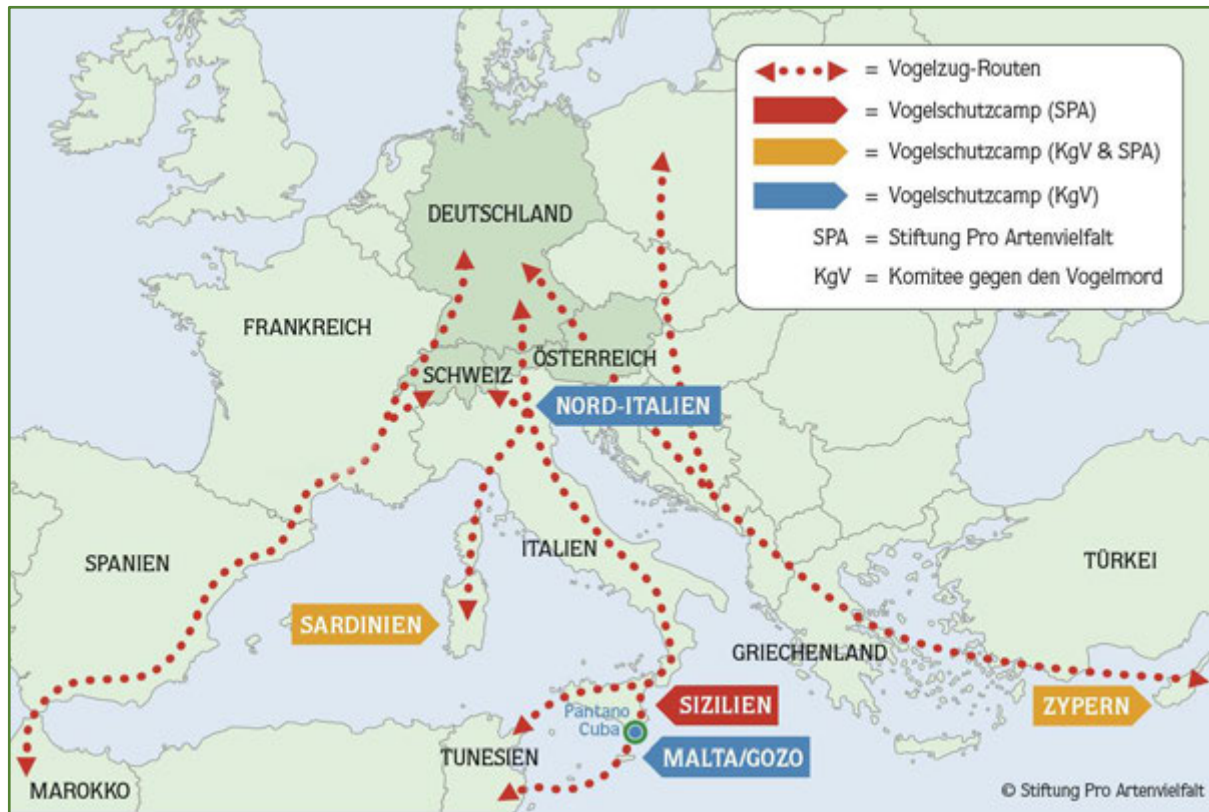 = Vogelzug-Routen
= Vogelschutzcamp (SPA)
= Vogelschutzcamp (KgV & SPA)
= Vogelschutzcamp (KgV)
SPA = Stiftung Pro Artenvielfalt
KgV = Komitee gegen den Vogelmord
DEUTSCHLAND
FRANKREICH
ÖSTERREICH
SCHWEIZ
NORD-ITALIEN
SPANIEN
ITALIEN
TÜRKEI
SARDINIEN
GRIECHENLAND
SIZILIEN
ZYPERN
Pantano
Cuba
TUNESIEN
MALTA/GOZO
MAROKKO
© Stiftung Pro Artenvielfalt